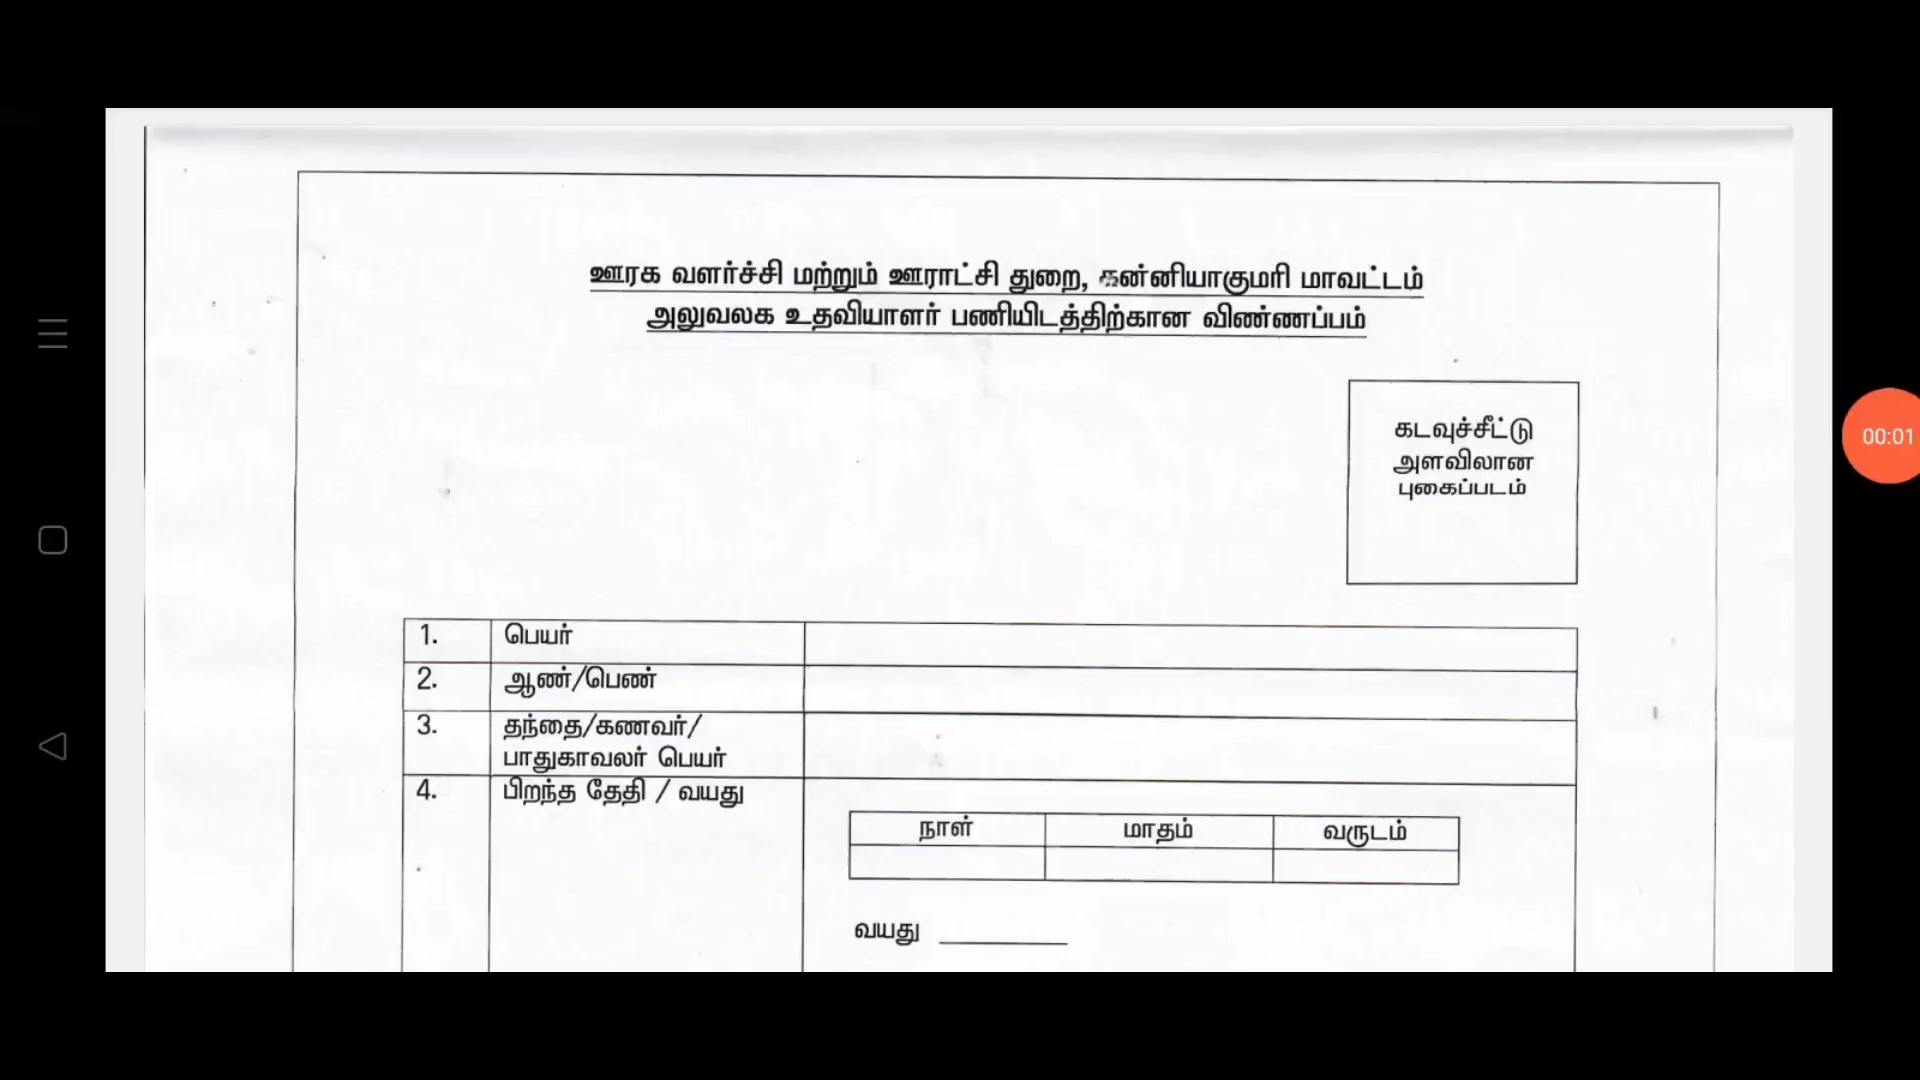 ஊரக வளர்ச்சி மற்றும் ஊராட்சி துறை, கன்னியாகுமரி மாவட்டம்
அலுவலக உதவியாளர் பணியிடத்திற்கான விண்ணப்பம்
கடவுச்சீட்டு
அளவிலான
புகைப்படம்
00:01
1. பெயர்
2. ஆண்/பெண்
3. தந்தை/கணவர்/
பாதுகாவலர் பெயர்
4. பிறந்த தேதி / வயது
நாள் மாதம் வருடம்
வயது